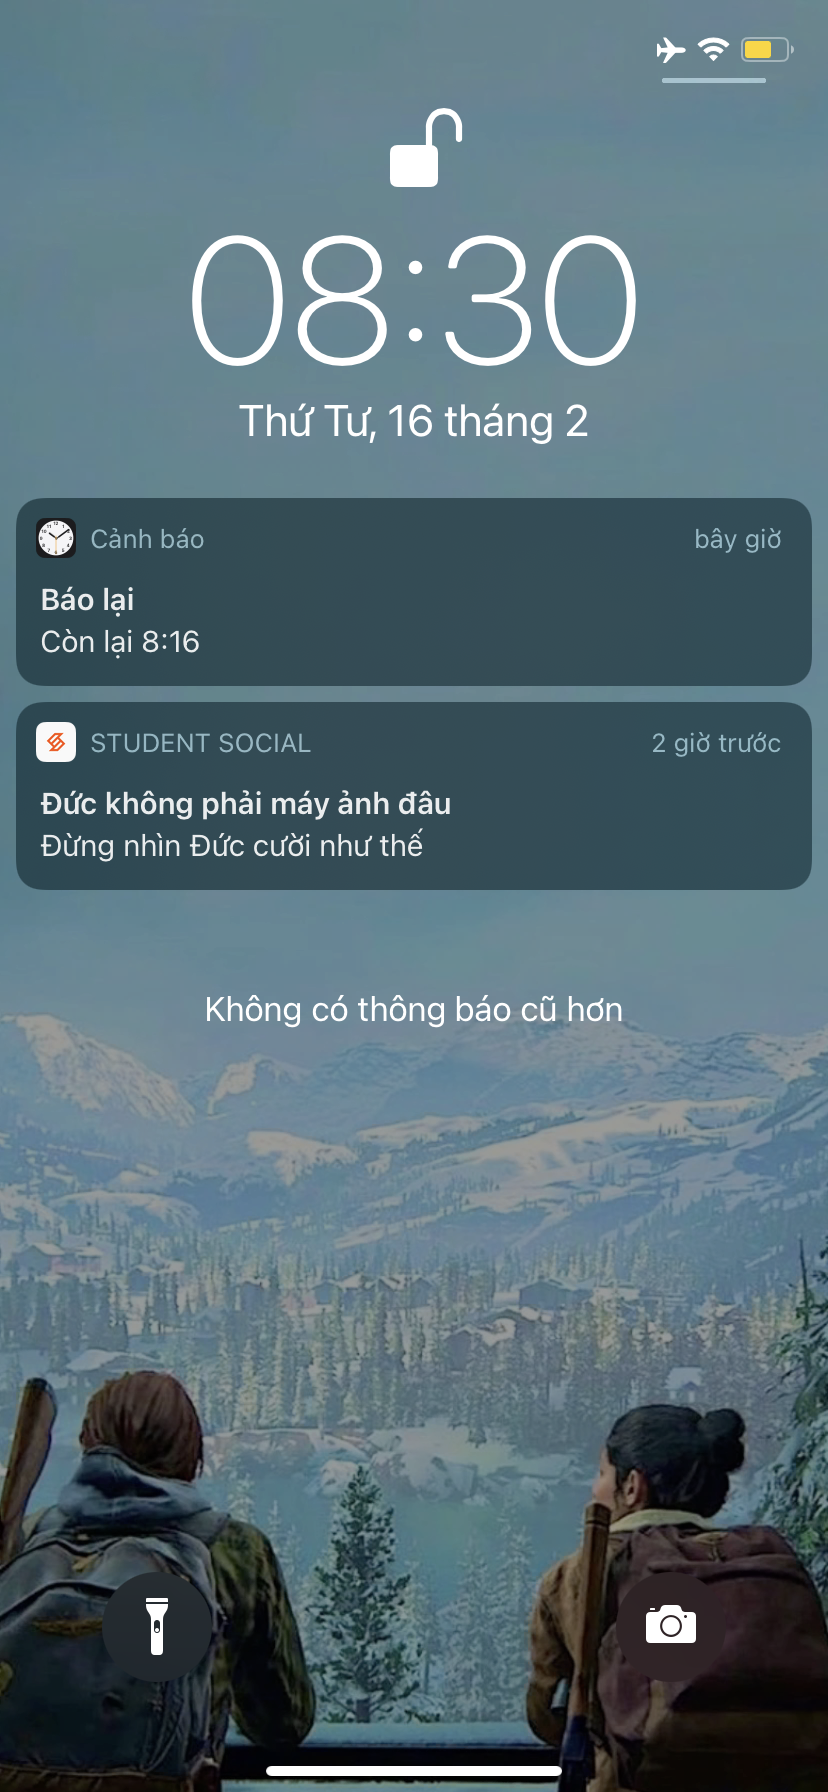 08:30
Thứ Tư, 16 tháng 2
Cảnh báo
bây giờ
Báo lại
Còn lại 8:16
STUDENT SOCIAL
2 giờ trước
Đức không phải máy ảnh đâu
Đừng nhìn Đức cười như thế
Không có thông báo cũ hơn